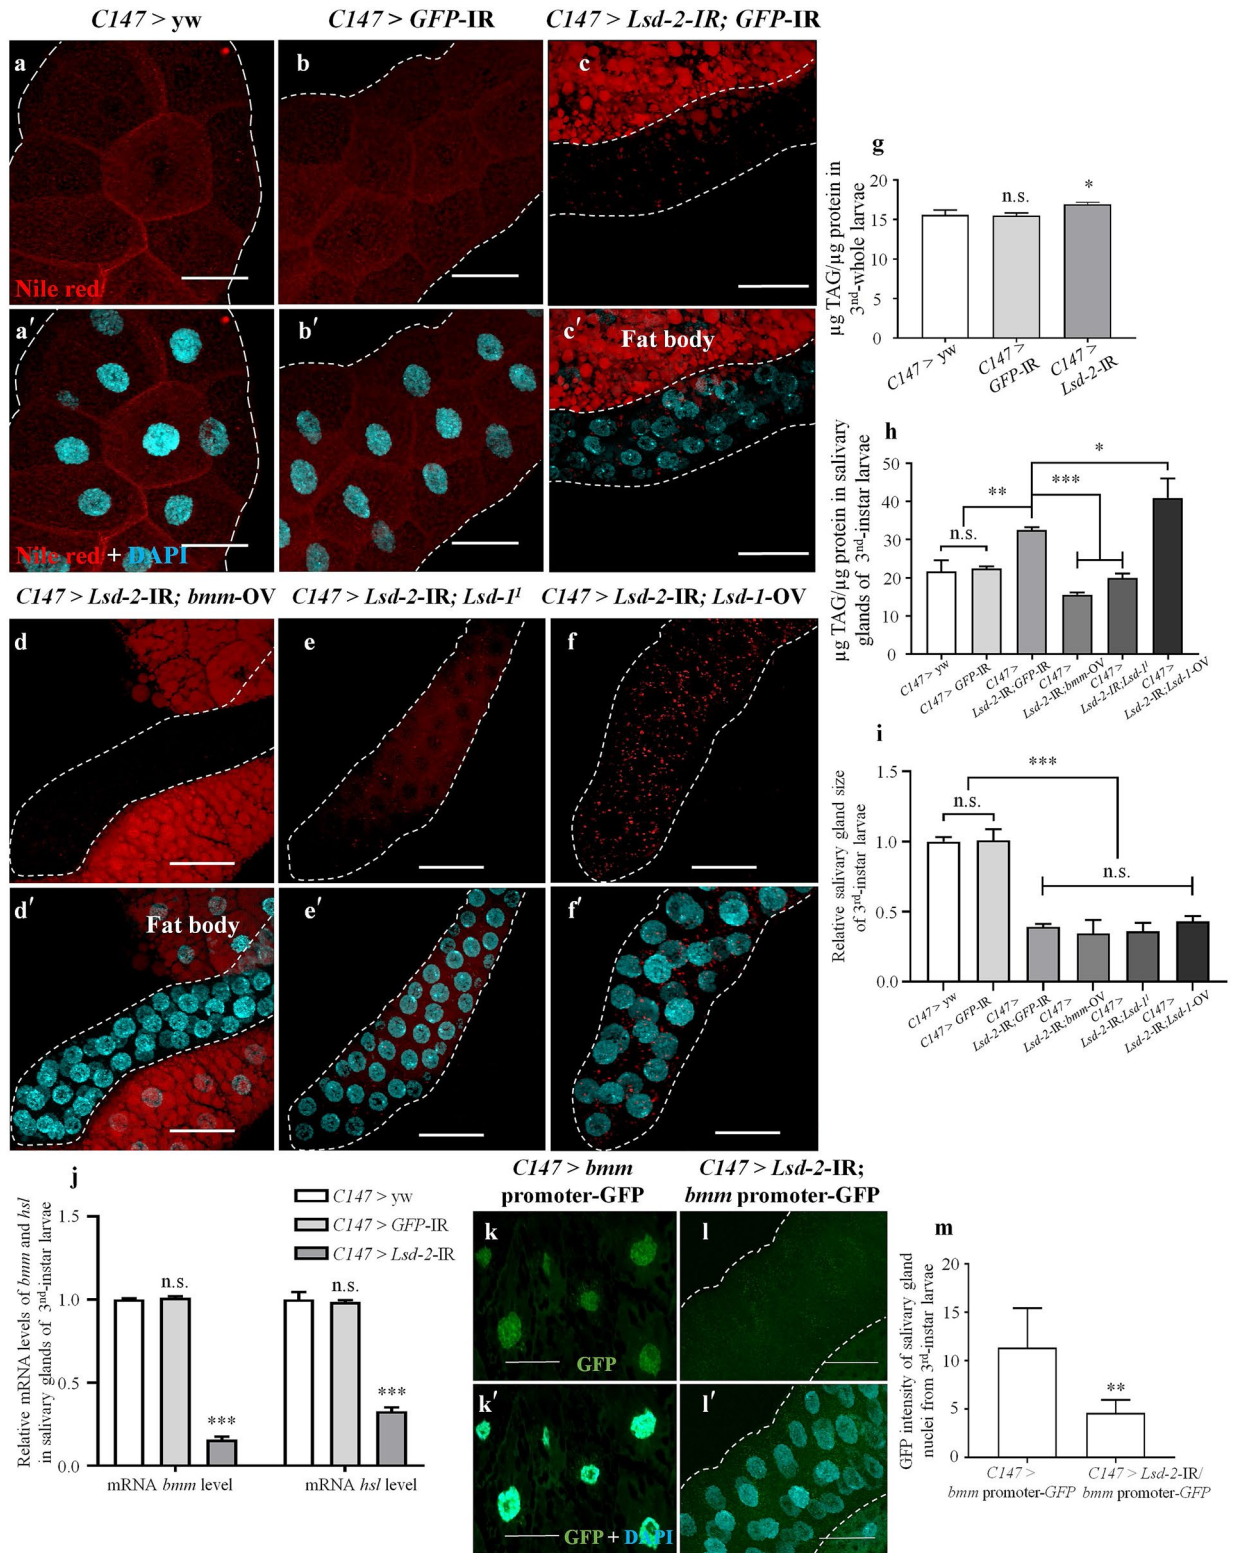 C147 > yw
C147 > GFP-IR
C147 > Lsd-2-IR; GFP-IR
a
b
c
Nile red
a′
b′
c′
Fat body
Nile red + DAPI
g
µg TAG/µg protein in
3nd-whole larvae
20
15
10
5
0
n.s.
*
C147 > yw
C147 >
GFP-IR
C147 >
Lsd-2-IR
h
µg TAG/µg protein in salivary
glands of 3rd-instar larvae
50
40
30
20
10
0
n.s.
**
***
*
C147 > yw
C147 > GFP-IR
C147 >
Lsd-2-IR;GFP-IR
C147 >
Lsd-2-IR;bmm-OV
C147 >
Lsd-2-IR;Lsd-1¹
C147 >
Lsd-2-IR;Lsd-1-OV
C147 > Lsd-2-IR; bmm-OV
C147 > Lsd-2-IR; Lsd-1¹
C147 > Lsd-2-IR; Lsd-1-OV
d
e
f
d′
e′
f′
Fat body
i
Relative salivary gland size
of 3rd-instar larvae
1.5
1.0
0.5
0.0
n.s.
***
n.s.
C147 > yw
C147 > GFP-IR
C147 >
Lsd-2-IR;GFP-IR
C147 >
Lsd-2-IR;bmm-OV
C147 >
Lsd-2-IR;Lsd-1¹
C147 >
Lsd-2-IR;Lsd-1-OV
j
Relative mRNA levels of bmm and hsl
in salivary glands of 3rd-instar larvae
1.5
1.0
0.5
0.0
C147 > yw
C147 > GFP-IR
C147 > Lsd-2-IR
n.s.
***
n.s.
***
mRNA bmm level
mRNA hsl level
C147 > bmm
promoter-GFP
C147 > Lsd-2-IR;
bmm promoter-GFP
k
l
GFP
k′
l′
GFP + DAPI
m
GFP intensity of salivary gland
nuclei from 3rd-instar larvae
20
15
10
5
0
**
C147 >
bmm promoter-GFP
C147 > Lsd-2-IR/
bmm promoter-GFP